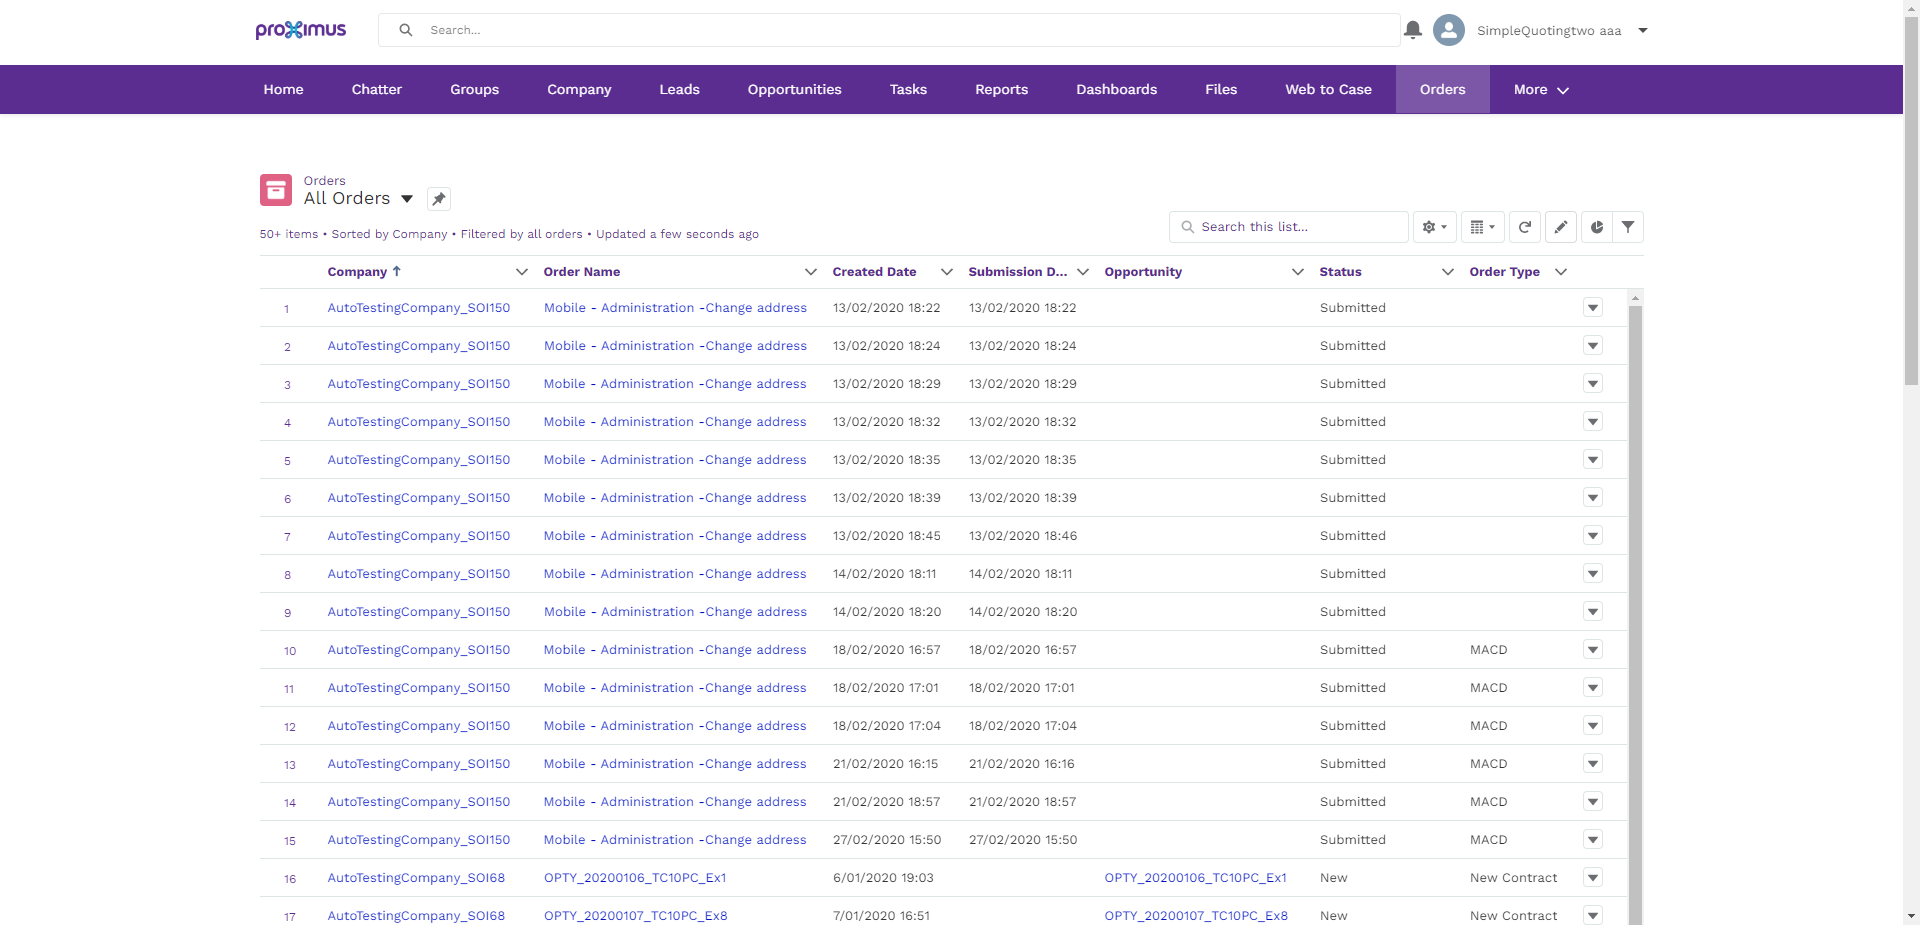 proximus
Search...
SimpleQuotingtwo aaa
Home Chatter Groups Company Leads Opportunities Tasks Reports Dashboards Files Web to Case Orders More
Orders
All Orders
50+ items • Sorted by Company • Filtered by all orders • Updated a few seconds ago
Search this list...
Company Order Name Created Date Submission D... Opportunity Status Order Type
1 AutoTestingCompany_SOI150 Mobile - Administration -Change address 13/02/2020 18:22 13/02/2020 18:22 Submitted
2 AutoTestingCompany_SOI150 Mobile - Administration -Change address 13/02/2020 18:24 13/02/2020 18:24 Submitted
3 AutoTestingCompany_SOI150 Mobile - Administration -Change address 13/02/2020 18:29 13/02/2020 18:29 Submitted
4 AutoTestingCompany_SOI150 Mobile - Administration -Change address 13/02/2020 18:32 13/02/2020 18:32 Submitted
5 AutoTestingCompany_SOI150 Mobile - Administration -Change address 13/02/2020 18:35 13/02/2020 18:35 Submitted
6 AutoTestingCompany_SOI150 Mobile - Administration -Change address 13/02/2020 18:39 13/02/2020 18:39 Submitted
7 AutoTestingCompany_SOI150 Mobile - Administration -Change address 13/02/2020 18:45 13/02/2020 18:46 Submitted
8 AutoTestingCompany_SOI150 Mobile - Administration -Change address 14/02/2020 18:11 14/02/2020 18:11 Submitted
9 AutoTestingCompany_SOI150 Mobile - Administration -Change address 14/02/2020 18:20 14/02/2020 18:20 Submitted
10 AutoTestingCompany_SOI150 Mobile - Administration -Change address 18/02/2020 16:57 18/02/2020 16:57 Submitted MACD
11 AutoTestingCompany_SOI150 Mobile - Administration -Change address 18/02/2020 17:01 18/02/2020 17:01 Submitted MACD
12 AutoTestingCompany_SOI150 Mobile - Administration -Change address 18/02/2020 17:04 18/02/2020 17:04 Submitted MACD
13 AutoTestingCompany_SOI150 Mobile - Administration -Change address 21/02/2020 16:15 21/02/2020 16:16 Submitted MACD
14 AutoTestingCompany_SOI150 Mobile - Administration -Change address 21/02/2020 18:57 21/02/2020 18:57 Submitted MACD
15 AutoTestingCompany_SOI150 Mobile - Administration -Change address 27/02/2020 15:50 27/02/2020 15:50 Submitted MACD
16 AutoTestingCompany_SOI68 OPTY_20200106_TC10PC_Ex1 6/01/2020 19:03 OPTY_20200106_TC10PC_Ex1 New New Contract
17 AutoTestingCompany_SOI68 OPTY_20200107_TC10PC_Ex8 7/01/2020 16:51 OPTY_20200107_TC10PC_Ex8 New New Contract